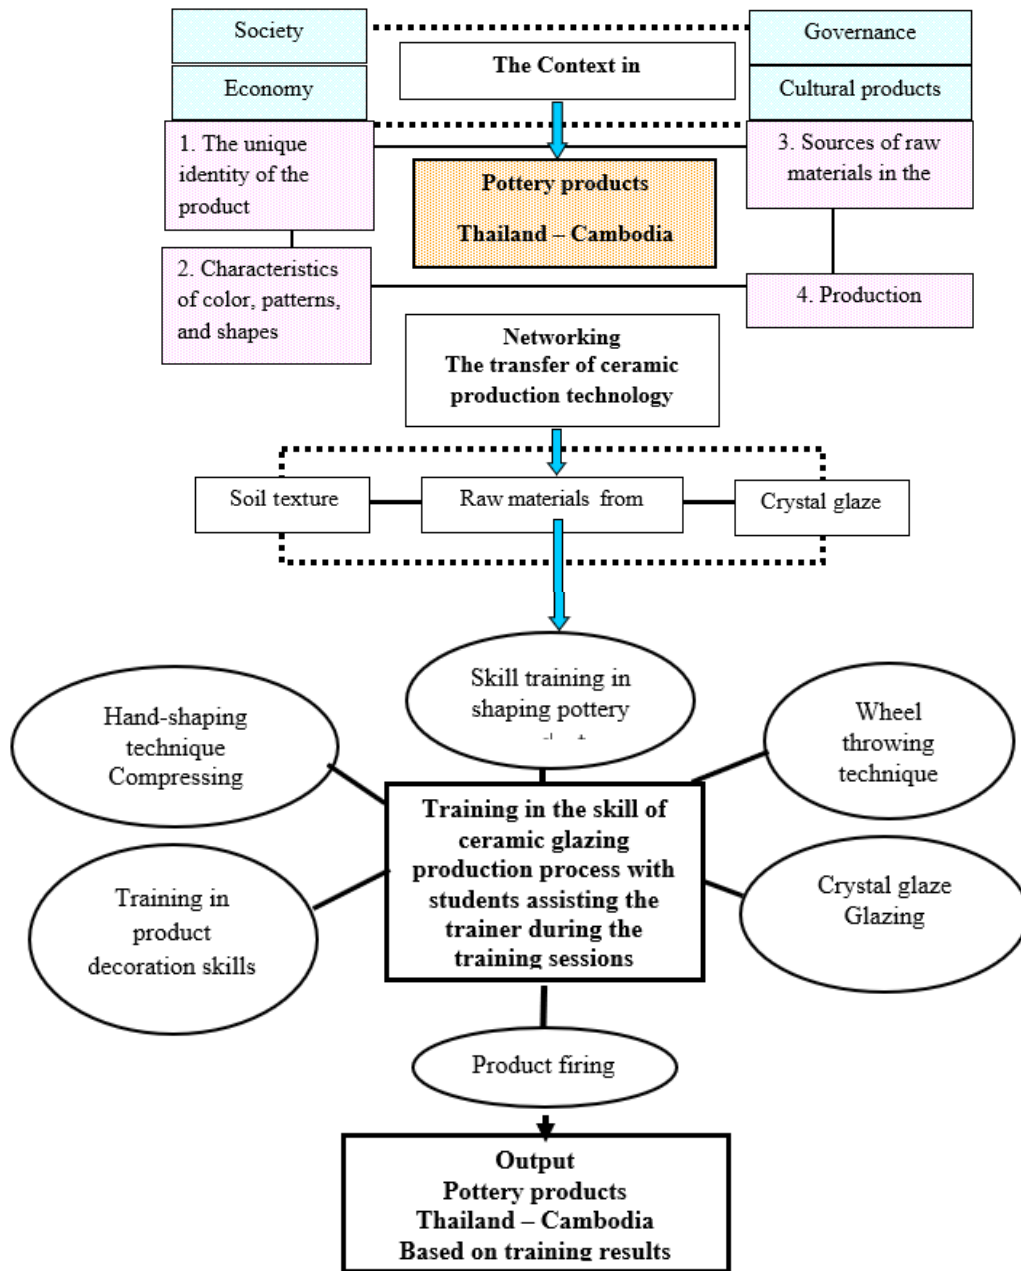 Society
Governance
The Context in
Economy
Cultural products
1. The unique
identity of the
product
3. Sources of raw
materials in the
Pottery products
Thailand – Cambodia
2. Characteristics
of color, patterns,
and shapes
4. Production
Networking
The transfer of ceramic
production technology
Soil texture
Raw materials from
Crystal glaze
Skill training in
shaping pottery
Hand-shaping
technique
Compressing
Wheel
throwing
technique
Training in the skill of
ceramic glazing
production process with
students assisting the
trainer during the
training sessions
Training in
product
decoration skills
Crystal glaze
Glazing
Product firing
Output
Pottery products
Thailand – Cambodia
Based on training results